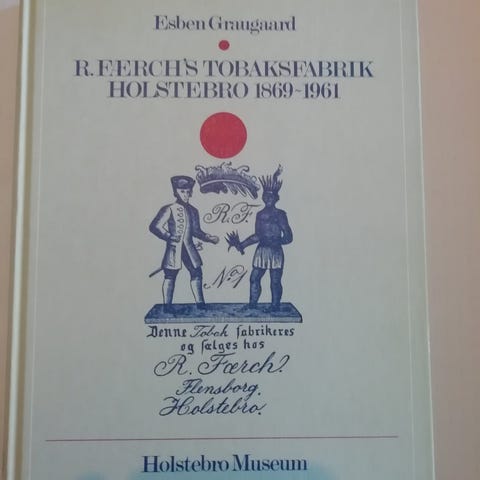 Esben Graugaard
R. FÆRCH'S TOBAKSFABRIK
HOLSTEBRO 1869-1961
R. F.
No 1
Denne Tobak fabrikeres
og sælges hos
R. Færch
Flensborg.
Holstebro.
Holstebro Museum